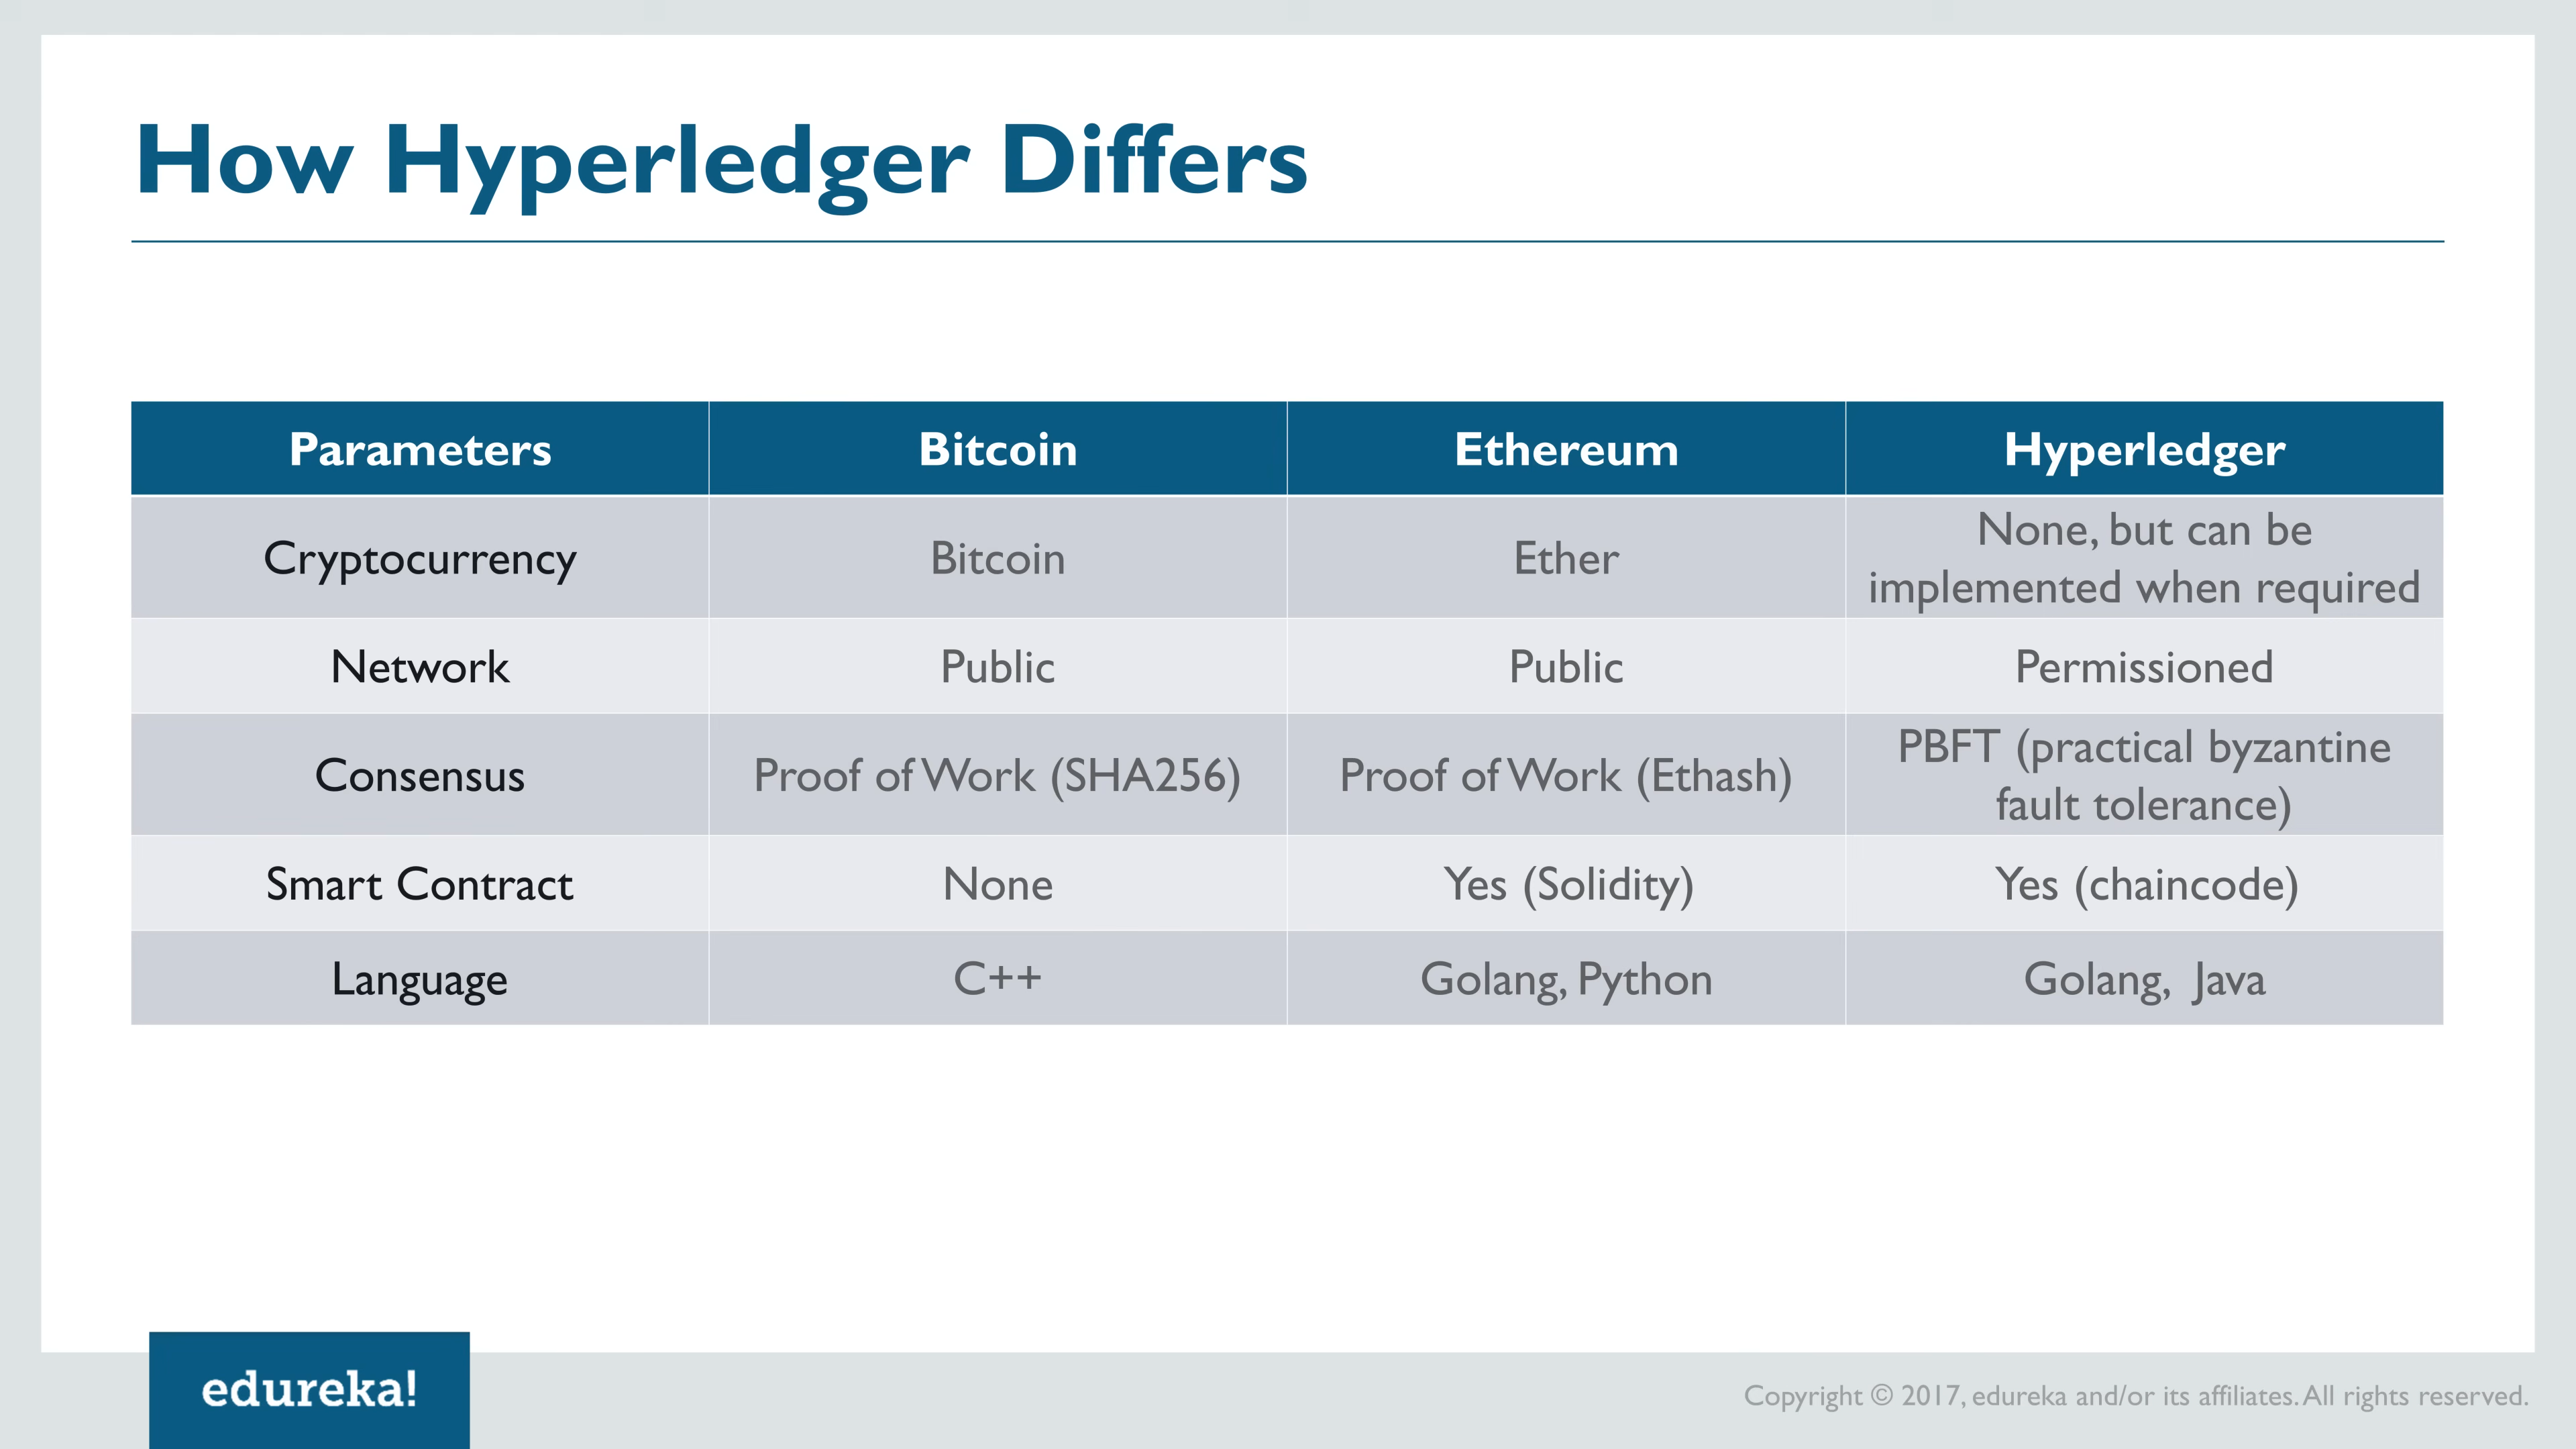 How Hyperledger Differs
Parameters Bitcoin Ethereum Hyperledger
Cryptocurrency Bitcoin Ether None, but can be implemented when required
Network Public Public Permissioned
Consensus Proof of Work (SHA256) Proof of Work (Ethash) PBFT (practical byzantine fault tolerance)
Smart Contract None Yes (Solidity) Yes (chaincode)
Language C++ Golang, Python Golang, Java
edureka!
Copyright © 2017, edureka and/or its affiliates. All rights reserved.